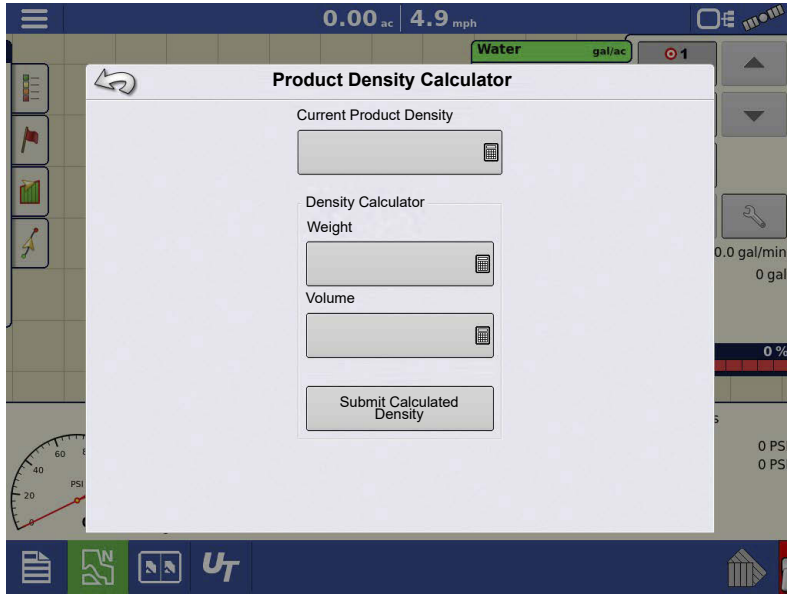 0.00 ac 4.9 mph
Water gal/ac
1
Product Density Calculator
Current Product Density
Density Calculator
Weight
0.0 gal/min
0 gal
Volume
0 %
Submit Calculated
Density
s
0 PSI
0 PSI
60
40
PSI
20
0
N
UT